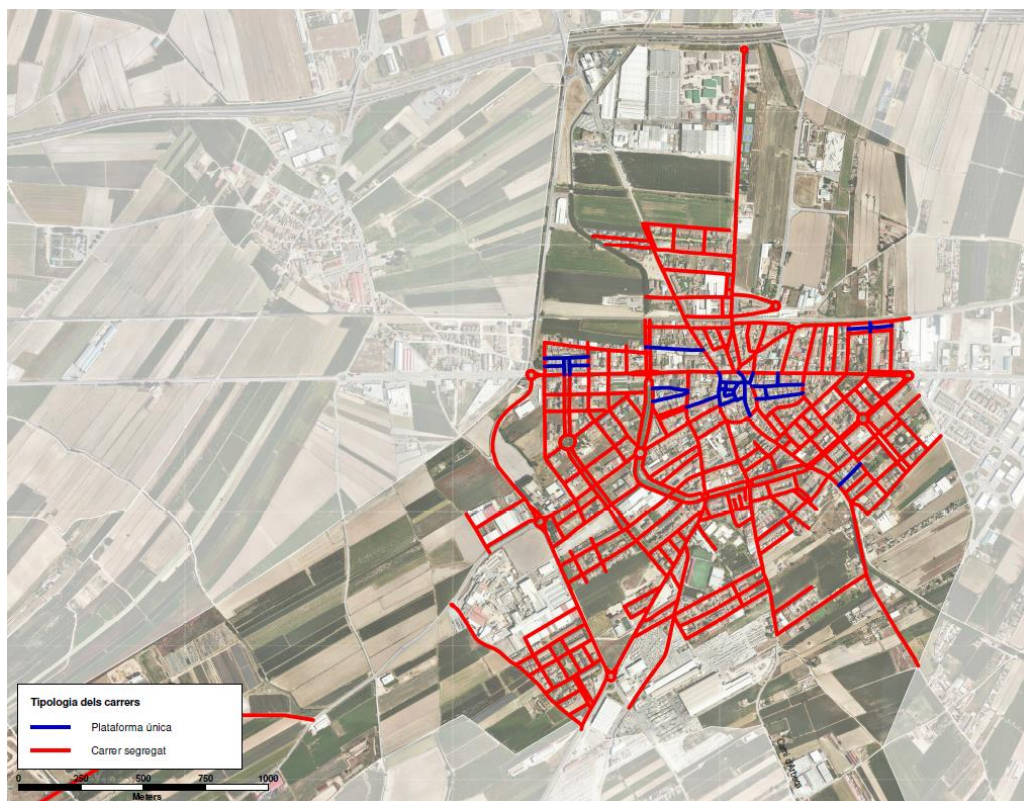 Tipologia dels carrers
Plataforma única
Carrer segregat
0 250 500 750 1000
Meters